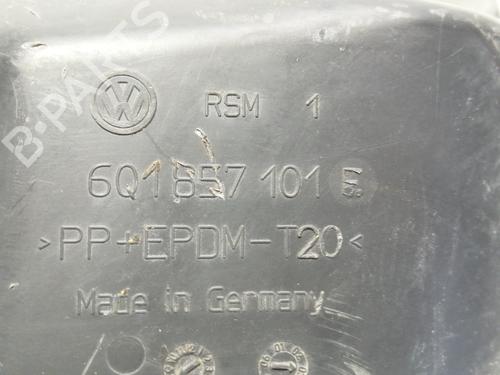 RSM 1
6Q1 857 101 E
>PP+EPDM-T20<
Made in Germany
B-PARTS